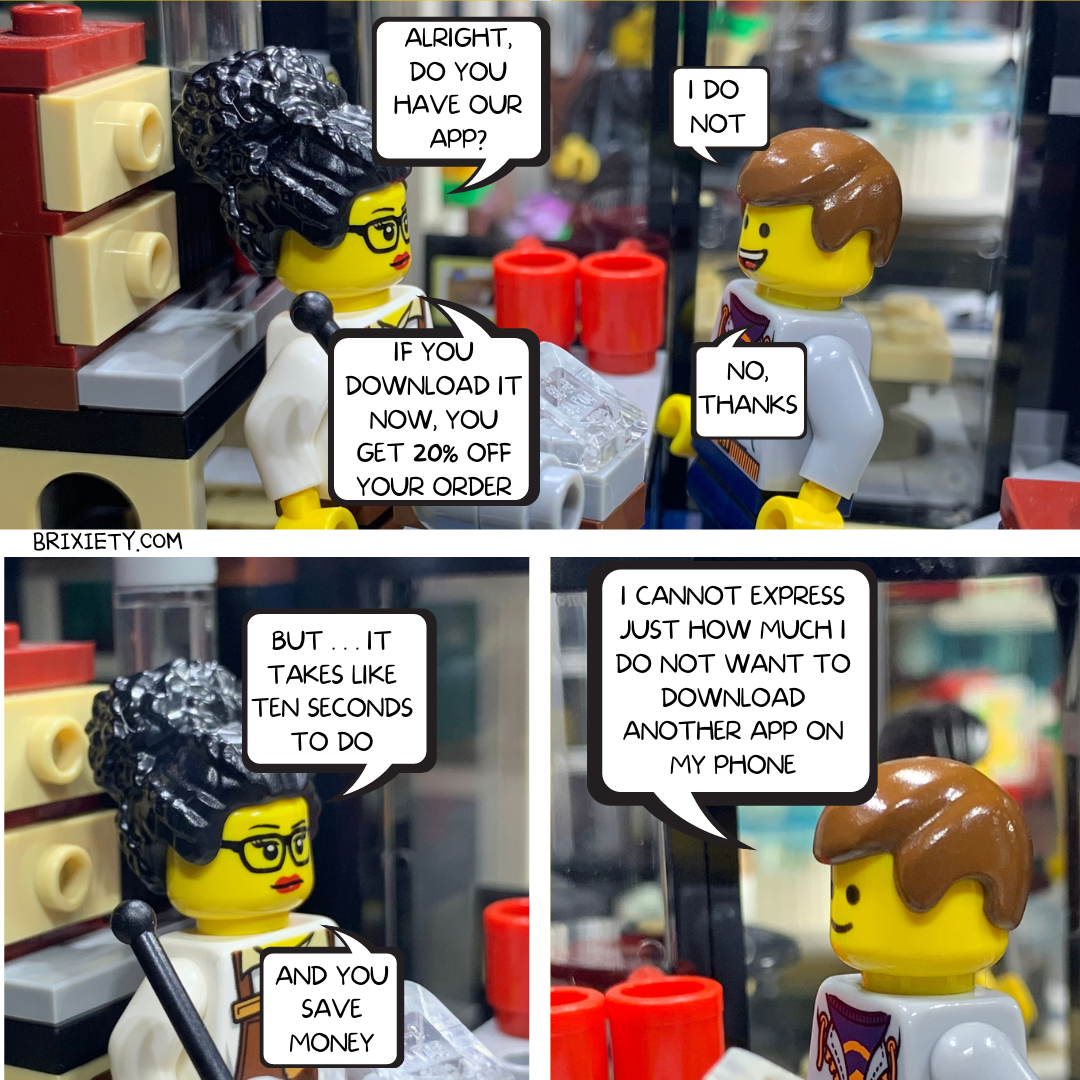 ALRIGHT,
DO YOU
HAVE OUR
APP?
I DO
NOT
IF YOU
DOWNLOAD IT
NOW, YOU
GET 20% OFF
YOUR ORDER
NO,
THANKS
BRIXIETY.COM
BUT ... IT
TAKES LIKE
TEN SECONDS
TO DO
AND YOU
SAVE
MONEY
I CANNOT EXPRESS
JUST HOW MUCH I
DO NOT WANT TO
DOWNLOAD
ANOTHER APP ON
MY PHONE